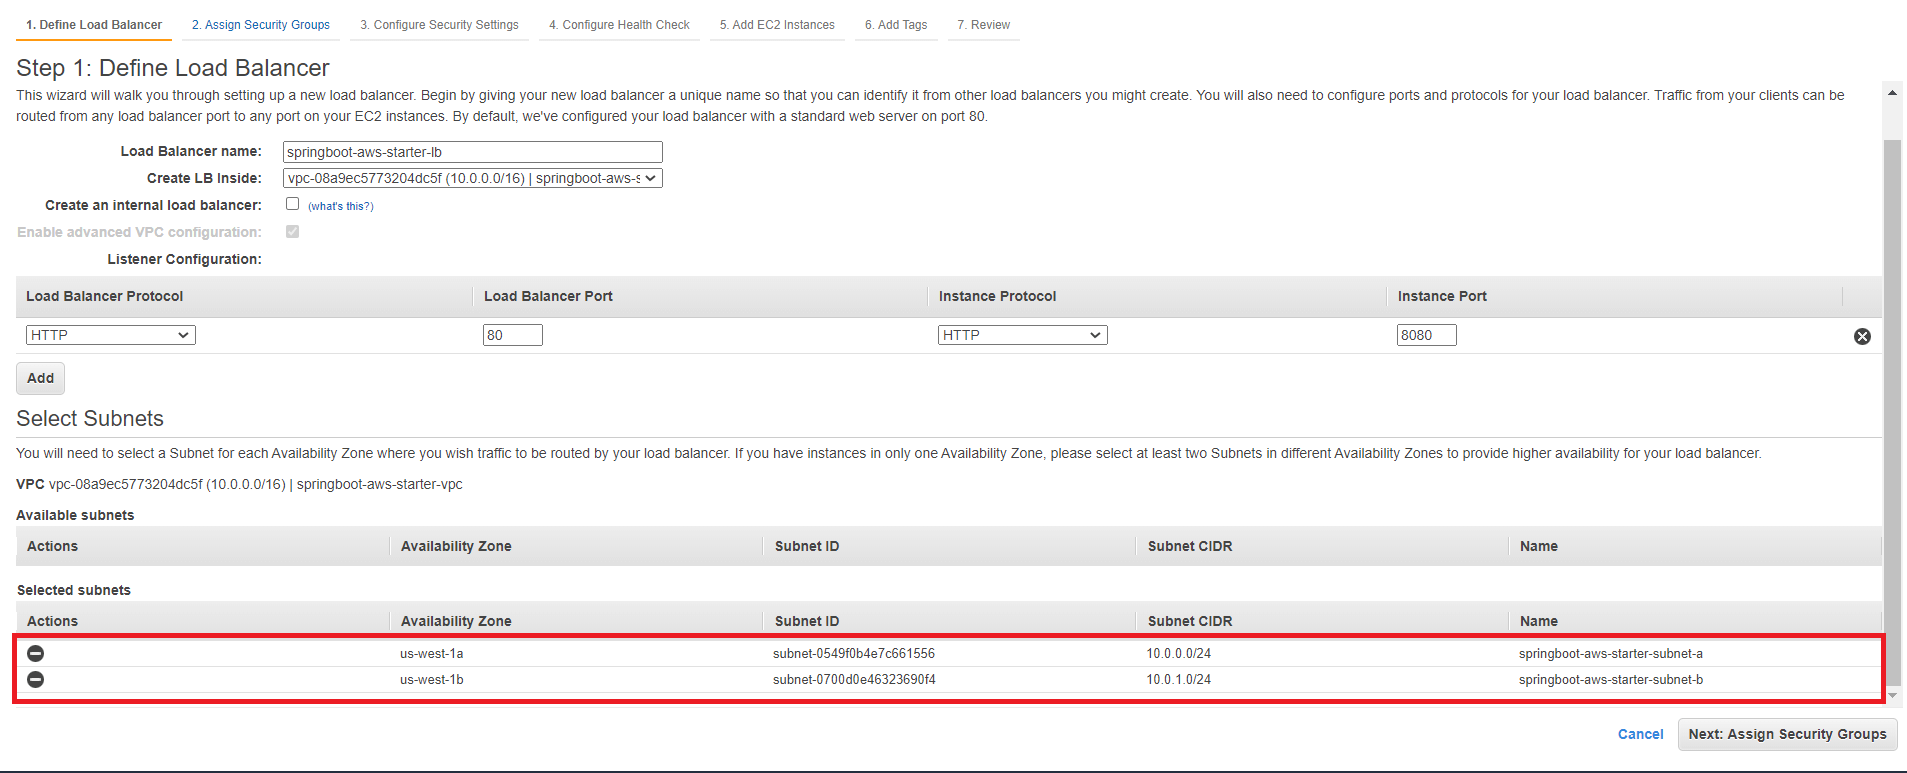 1. Define Load Balancer 2. Assign Security Groups 3. Configure Security Settings 4. Configure Health Check 5. Add EC2 Instances 6. Add Tags 7. Review
Step 1: Define Load Balancer
This wizard will walk you through setting up a new load balancer. Begin by giving your new load balancer a unique name so that you can identify it from other load balancers you might create. You will also need to configure ports and protocols for your load balancer. Traffic from your clients can be
routed from any load balancer port to any port on your EC2 instances. By default, we've configured your load balancer with a standard web server on port 80.
Load Balancer name: springboot-aws-starter-lb
Create LB Inside: vpc-08a9ec5773204dc5f (10.0.0.0/16) | springboot-aws-s
Create an internal load balancer: (what's this?)
Enable advanced VPC configuration:
Listener Configuration:
Load Balancer Protocol Load Balancer Port Instance Protocol Instance Port
HTTP 80 HTTP 8080
Add
Select Subnets
You will need to select a Subnet for each Availability Zone where you wish traffic to be routed by your load balancer. If you have instances in only one Availability Zone, please select at least two Subnets in different Availability Zones to provide higher availability for your load balancer.
VPC vpc-08a9ec5773204dc5f (10.0.0.0/16) | springboot-aws-starter-vpc
Available subnets
Actions Availability Zone Subnet ID Subnet CIDR Name
Selected subnets
Actions Availability Zone Subnet ID Subnet CIDR Name
us-west-1a subnet-0549f0b4e7c661556 10.0.0.0/24 springboot-aws-starter-subnet-a
us-west-1b subnet-0700d0e46323690f4 10.0.1.0/24 springboot-aws-starter-subnet-b
Cancel Next: Assign Security Groups